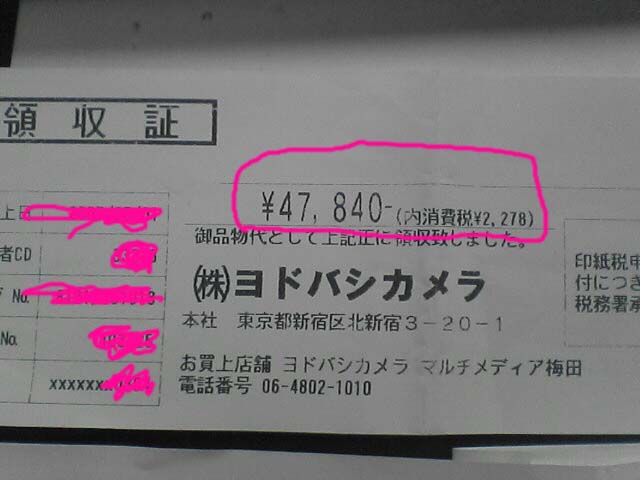 領収証
¥47,840-(内消費税¥2,278)
御品物代として上記正に領収致しました。
㈱ヨドバシカメラ
本社 東京都新宿区北新宿3-20-1
お買上店舗 ヨドバシカメラ マルチメディア梅田
電話番号 06-4802-1010
上日
者CD
No.
No.
xxxxxxx
印紙税申
付につき
税務署承